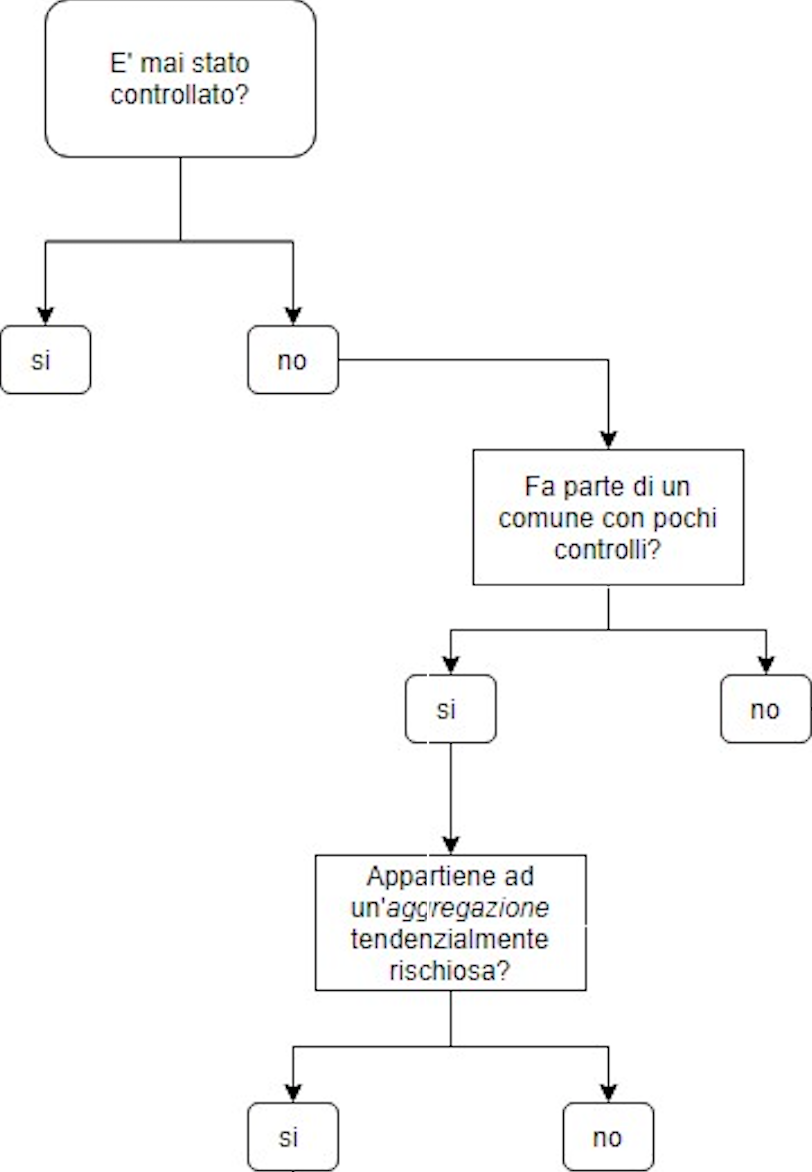 E' mai stato
controllato?
si
no
Fa parte di un
comune con pochi
controlli?
si
no
Appartiene ad
un'aggregazione
tendenzialmente
rischiosa?
si
no